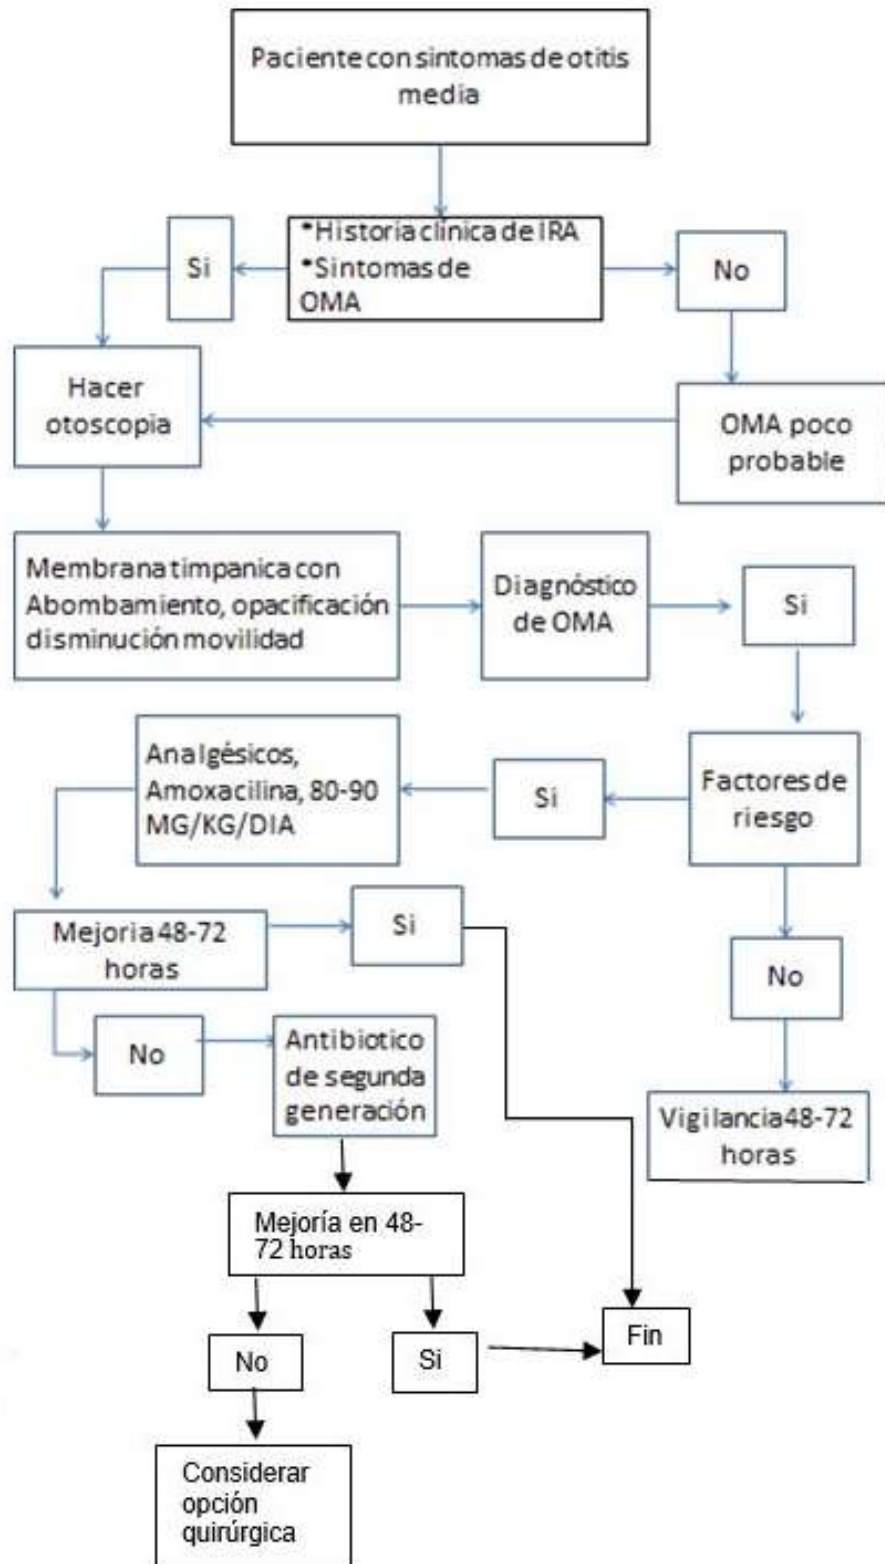 Paciente con sintomas de otitis
media
*Historia clinica de IRA
*Sintomas de
OMA
Si
No
Hacer
otoscopia
OMA poco
probable
Membrana timpanica con
Abombamiento, opacificación
disminución movilidad
Diagnóstico
de OMA
Si
Analgésicos,
Amoxacilina, 80-90
MG/KG/DIA
Si
Factores de
riesgo
Mejoria 48-72
horas
Si
No
No
Antibiotico
de segunda
generación
Vigilancia 48-72
horas
Mejoría en 48-
72 horas
No
Si
Fin
Considerar
opción
quirúrgica